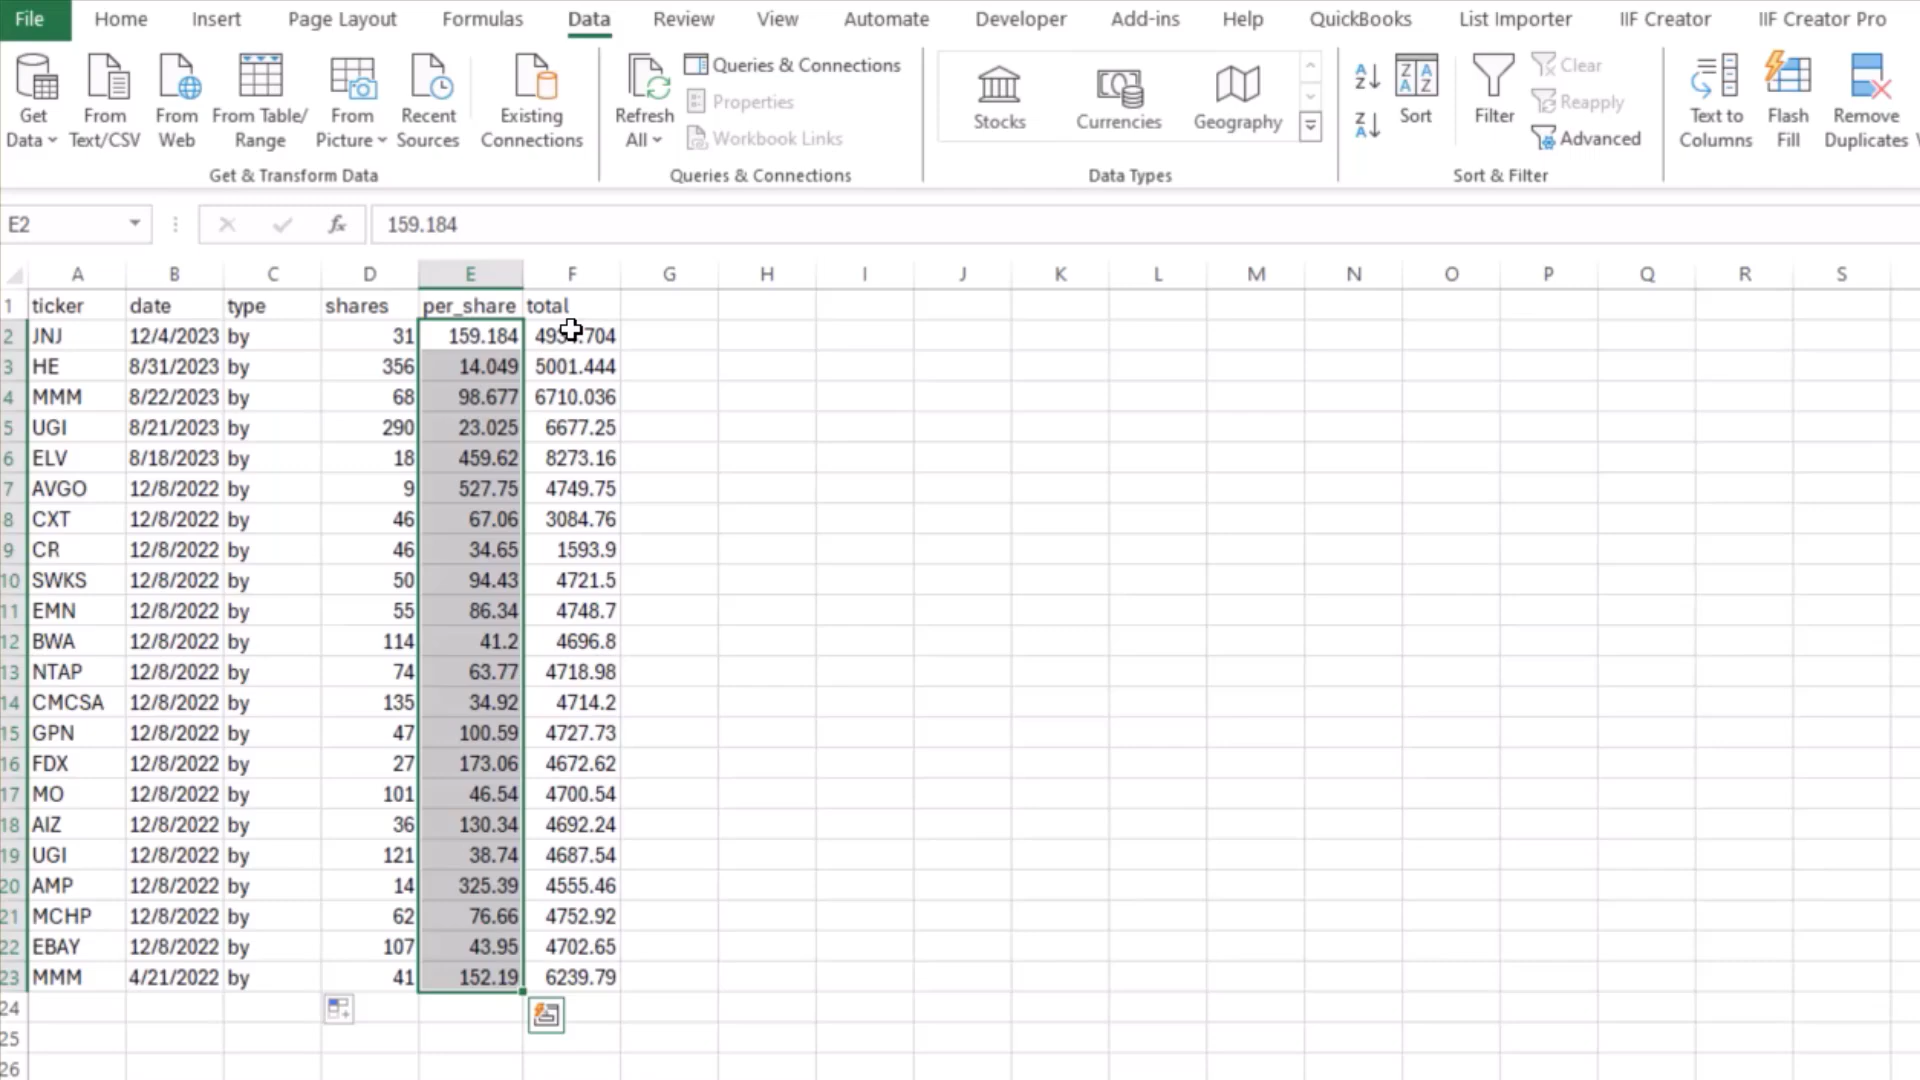 File Home Insert Page Layout Formulas Data Review View Automate Developer Add-ins Help QuickBooks List Importer IIF Creator IIF Creator Pro
Get Data From Text/CSV From Web From Table/ Range From Picture Recent Sources Existing Connections
Get & Transform Data
Refresh All Queries & Connections
Properties
Workbook Links
Queries & Connections
Stocks Currencies Geography
Data Types
Sort Filter Clear
Reapply
Advanced
Sort & Filter
Text to Columns Flash Fill Remove Duplicates
E2 fx 159.184
A B C D E F G H I J K L M N O P Q R S
1 ticker date type shares per_share total
2 JNJ 12/4/2023 by 31 159.184
3 HE 8/31/2023 by 356 14.049 5001.444
4 MMM 8/22/2023 by 68 98.677 6710.036
5 UGI 8/21/2023 by 290 23.025 6677.25
6 ELV 8/18/2023 by 18 459.62 8273.16
7 AVGO 12/8/2022 by 9 527.75 4749.75
8 CXT 12/8/2022 by 46 67.06 3084.76
9 CR 12/8/2022 by 46 34.65 1593.9
10 SWKS 12/8/2022 by 50 94.43 4721.5
11 EMN 12/8/2022 by 55 86.34 4748.7
12 BWA 12/8/2022 by 114 41.2 4696.8
13 NTAP 12/8/2022 by 74 63.77 4718.98
14 CMCSA 12/8/2022 by 135 34.92 4714.2
15 GPN 12/8/2022 by 47 100.59 4727.73
16 FDX 12/8/2022 by 27 173.06 4672.62
17 MO 12/8/2022 by 101 46.54 4700.54
18 AIZ 12/8/2022 by 36 130.34 4692.24
19 UGI 12/8/2022 by 121 38.74 4687.54
20 AMP 12/8/2022 by 14 325.39 4555.46
21 MCHP 12/8/2022 by 62 76.66 4752.92
22 EBAY 12/8/2022 by 107 43.95 4702.65
23 MMM 4/21/2022 by 41 152.19 6239.79
24
25
26